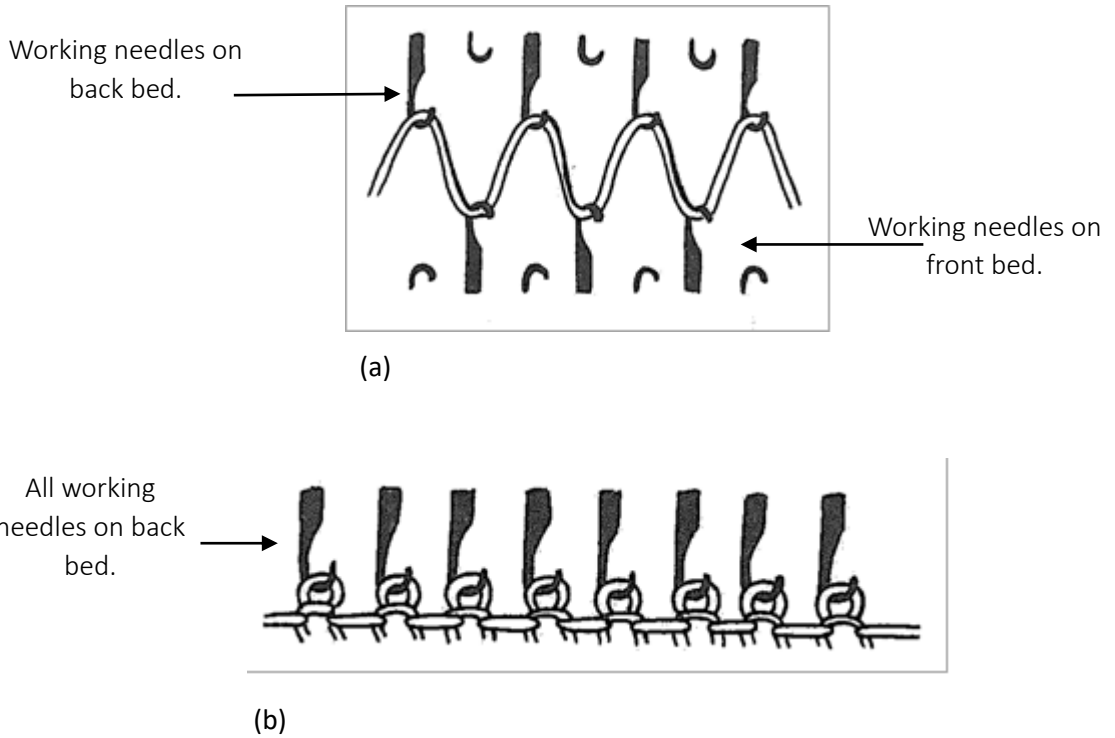 Working needles on
back bed.
Working needles on
front bed.
(a)
All working
needles on back
bed.
(b)